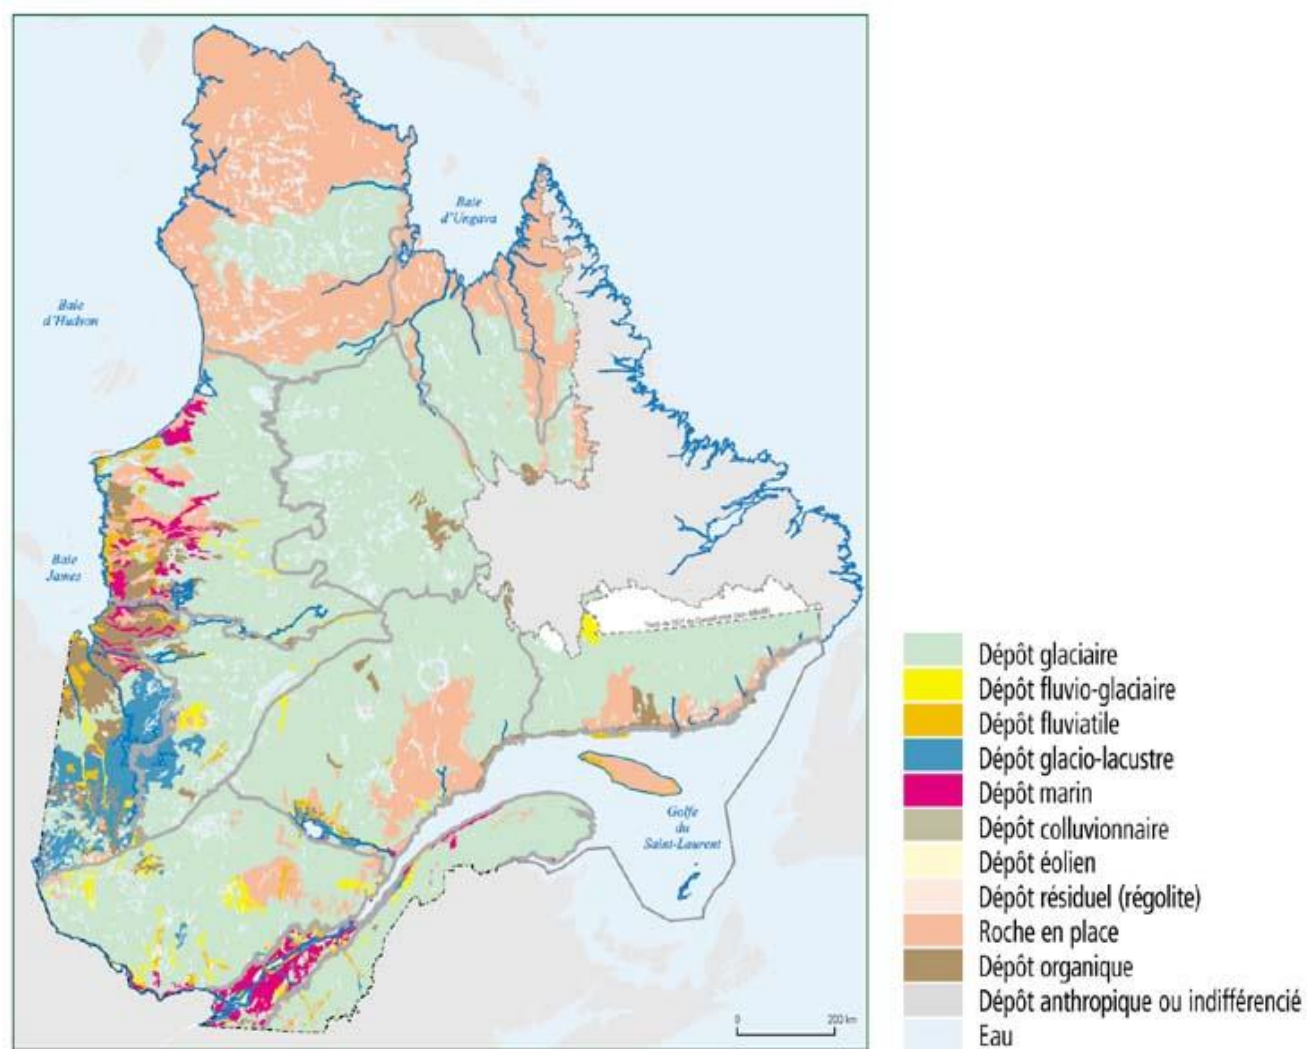 Baie
d'Ungava
Baie
d'Hudson
Baie
James
Golfe
du
Saint-Laurent
0 200 km
Dépôt glaciaire
Dépôt fluvio-glaciaire
Dépôt fluviatile
Dépôt glacio-lacustre
Dépôt marin
Dépôt colluvionnaire
Dépôt éolien
Dépôt résiduel (régolite)
Roche en place
Dépôt organique
Dépôt anthropique ou indifférencié
Eau